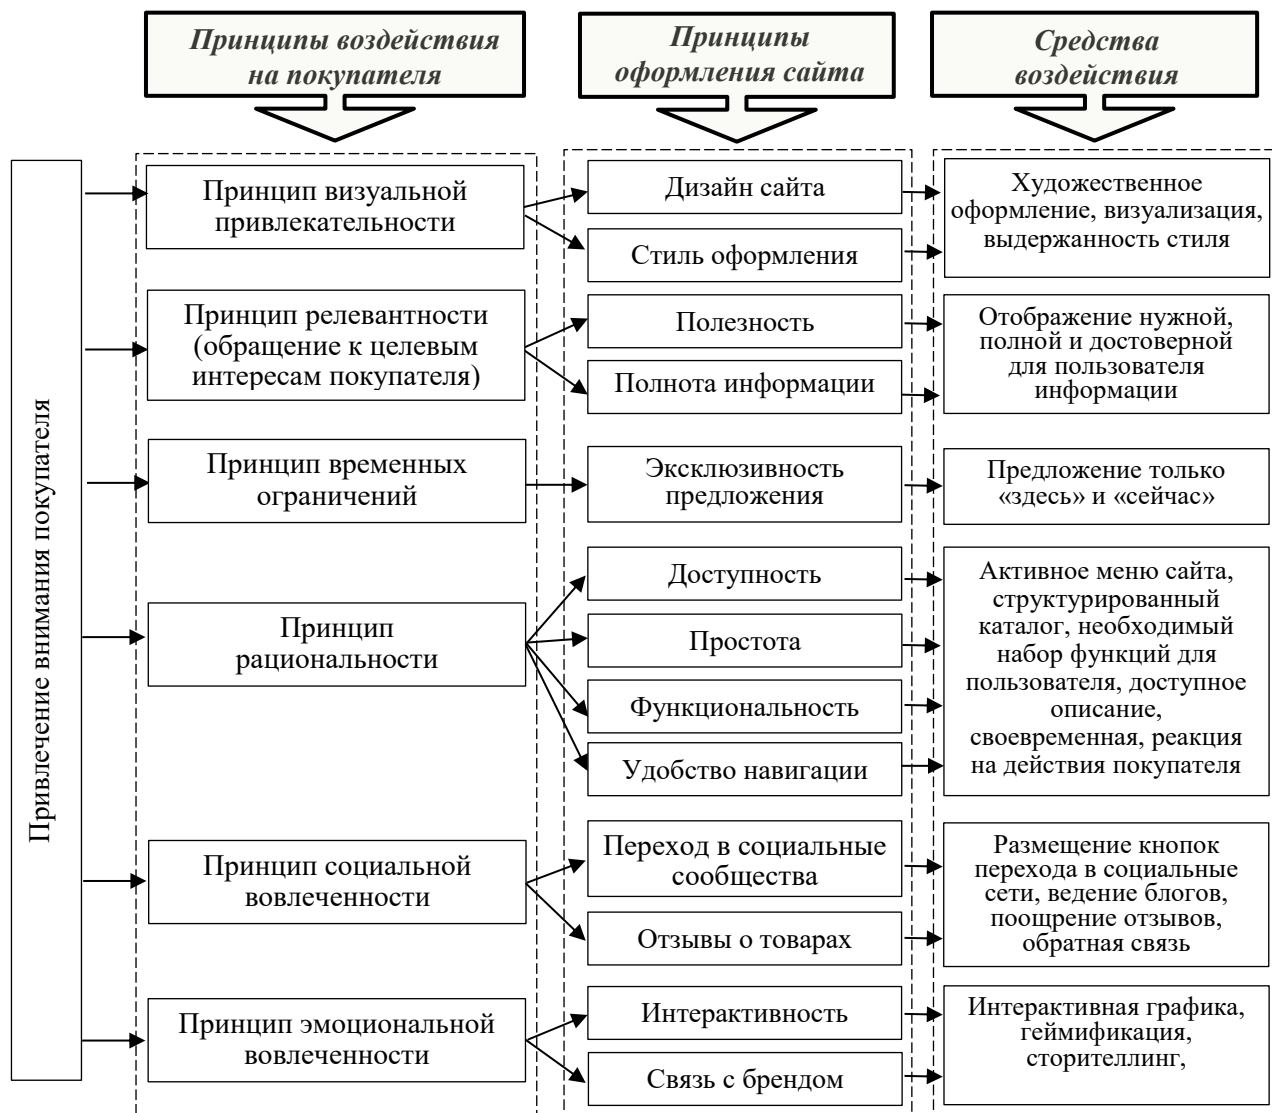 Принципы воздействия
на покупателя
Принципы
оформления сайта
Средства
воздействия
Привлечение внимания покупателя
Принцип визуальной
привлекательности
Дизайн сайта
Стиль оформления
Художественное
оформление, визуализация,
выдержанность стиля
Принцип релевантности
(обращение к целевым
интересам покупателя)
Полезность
Полнота информации
Отображение нужной,
полной и достоверной
для пользователя
информации
Принцип временных
ограничений
Эксклюзивность
предложения
Предложение только
«здесь» и «сейчас»
Принцип
рациональности
Доступность
Простота
Функциональность
Удобство навигации
Активное меню сайта,
структурированный
каталог, необходимый
набор функций для
пользователя, доступное
описание,
своевременная, реакция
на действия покупателя
Принцип социальной
вовлеченности
Переход в социальные
сообщества
Отзывы о товарах
Размещение кнопок
перехода в социальные
сети, ведение блогов,
поощрение отзывов,
обратная связь
Принцип эмоциональной
вовлеченности
Интерактивность
Связь с брендом
Интерактивная графика,
геймификация,
сторителлинг,